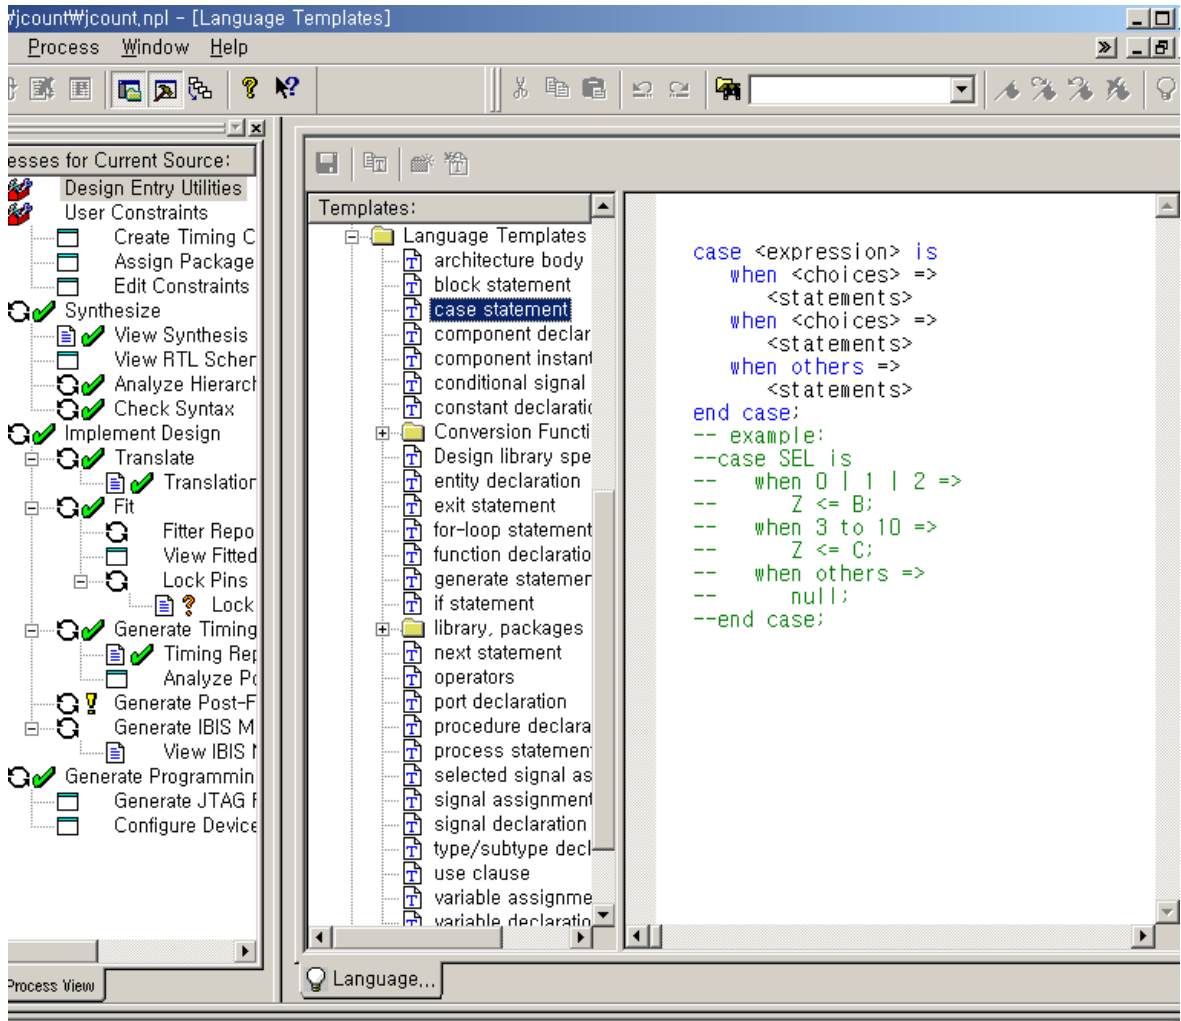 ₩jcount₩jcount.npl - [Language Templates]
Process Window Help
esses for Current Source:
Design Entry Utilities
User Constraints
Create Timing C
Assign Package
Edit Constraints
Synthesize
View Synthesis
View RTL Scher
Analyze Hierarch
Check Syntax
Implement Design
Translate
Translation
Fit
Fitter Repo
View Fitted
Lock Pins
Lock
Generate Timing
Timing Rep
Analyze Po
Generate Post-F
Generate IBIS M
View IBIS M
Generate Programmin
Generate JTAG F
Configure Device
Process View
Templates:
Language Templates
architecture body
block statement
case statement
component declar
component instant
conditional signal
constant declaratio
Conversion Functi
Design library spe
entity declaration
exit statement
for-loop statement
function declaratio
generate statemen
if statement
library, packages
next statement
operators
port declaration
procedure declara
process statement
selected signal as
signal assignment
signal declaration
type/subtype decl
use clause
variable assignme
variable declaratio
case <expression> is
when <choices> =>
<statements>
when <choices> =>
<statements>
when others =>
<statements>
end case;
-- example:
--case SEL is
-- when 0 | 1 | 2 =>
-- Z <= B;
-- when 3 to 10 =>
-- Z <= C;
-- when others =>
-- null;
--end case;
Language...